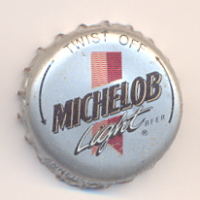 TWIST OFF
MICHELOB
Light BEER
®